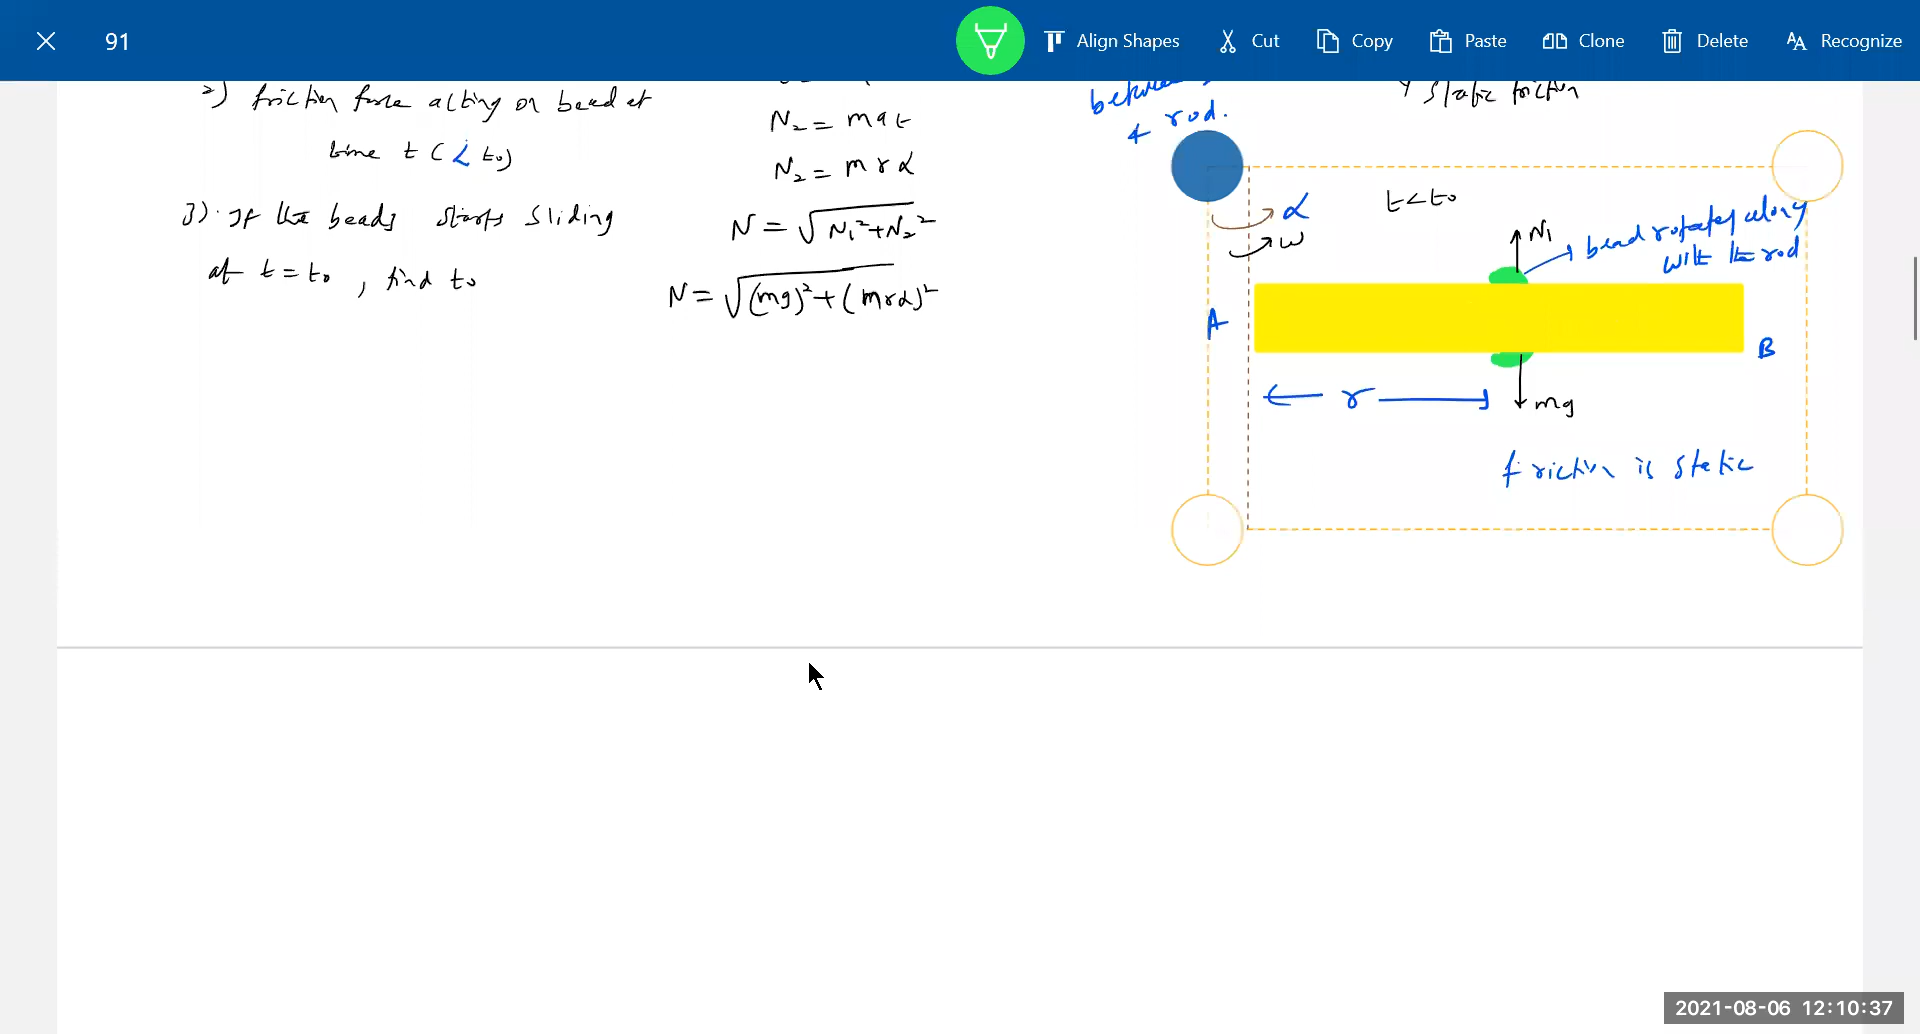 91
Align Shapes
Cut
Copy
Paste
Clone
Delete
Recognize
2) friction force acting on bead at
time t (< t₀)
3). If the beads starts sliding
at t = t₀ , find t₀
N₂ = mat
N₂ = mrα
N = √N₁²+N₂²
N = √(mg)²+(mrα)²
between
& rod.
static friction
α
ω
t<t₀
N₁
bead rotates along
with the rod
A
B
r
mg
friction is static
2021-08-06 12:10:37